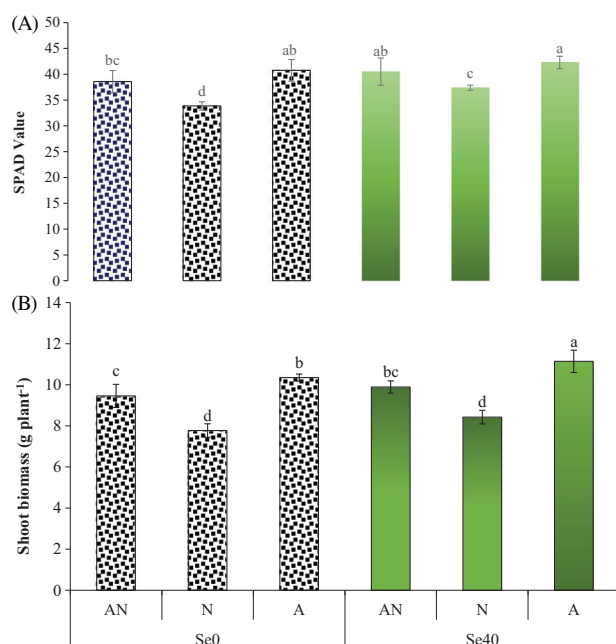 (A)
SPAD Value
50
45
40
35
30
25
20
15
10
5
0
bc
d
ab
ab
c
a
(B)
Shoot biomass (g plant⁻¹)
14
12
10
8
6
4
2
0
c
d
b
bc
d
a
AN N A AN N A
Se0 Se40